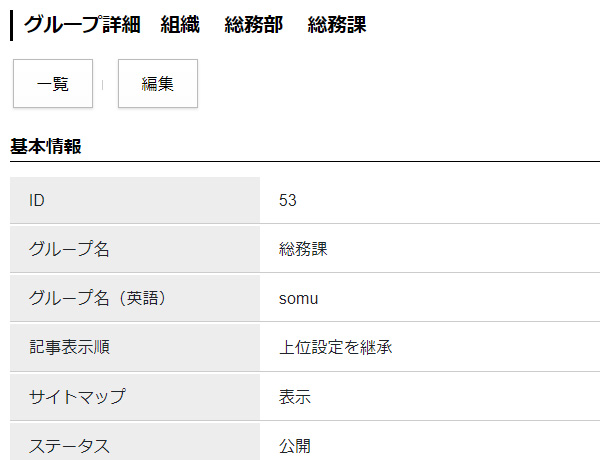 グループ詳細　組織　総務部　総務課
一覧 | 編集
基本情報
ID 53
グループ名 総務課
グループ名（英語） somu
記事表示順 上位設定を継承
サイトマップ 表示
ステータス 公開